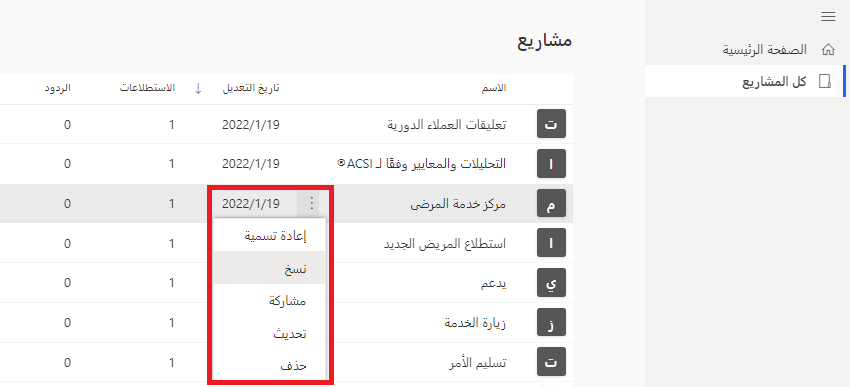 الصفحة الرئيسية
كل المشاريع
مشاريع
الاسم تاريخ التعديل ↓ الاستطلاعات الردود
ت تعليقات العملاء الدورية 2022/1/19 1 0
ا التحليلات والمعايير وفقًا لـ ACSI® 2022/1/19 1 0
م مركز خدمة المرضى ⋮ 2022/1/19 1 0
ا استطلاع المريض الجديد 1 0
ي يدعم 1 0
ز زيارة الخدمة 1 0
ت تسليم الأمر 1 0
إعادة تسمية
نسخ
مشاركة
تحديث
حذف